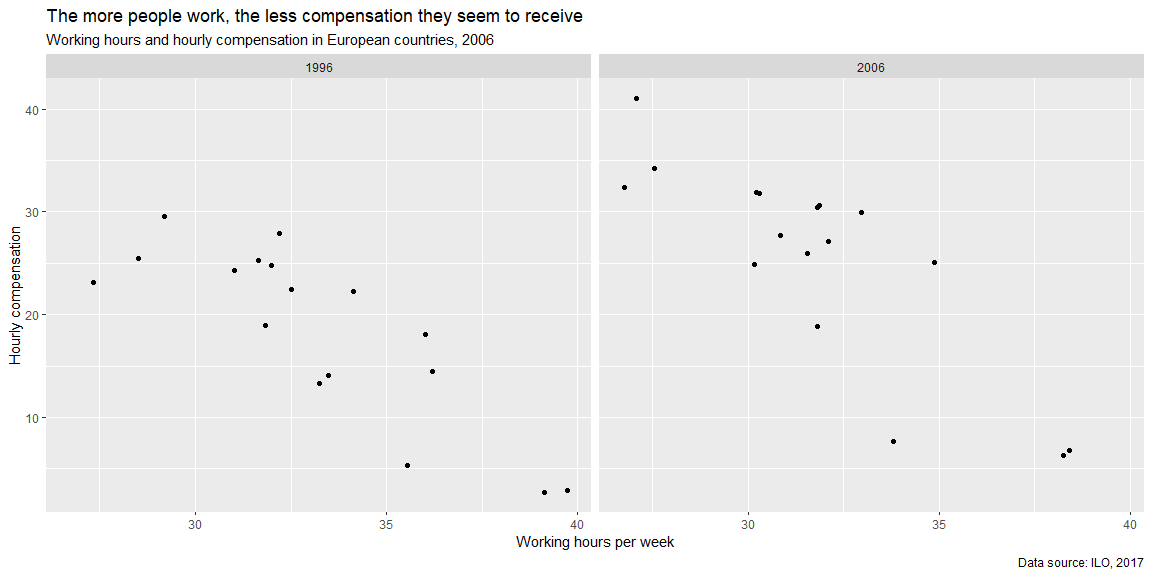 The more people work, the less compensation they seem to receive
Working hours and hourly compensation in European countries, 2006
1996
2006
Hourly compensation
40
30
20
10
30
35
40
30
35
40
Working hours per week
Data source: ILO, 2017